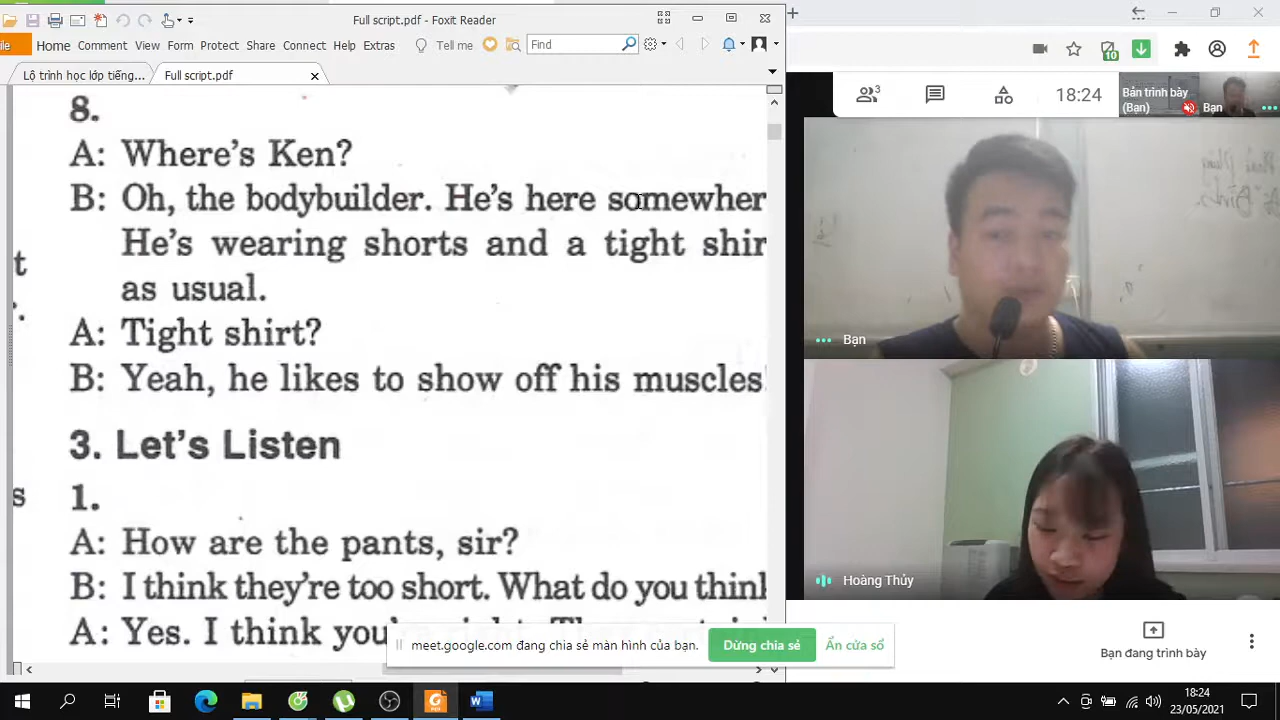 Full script.pdf - Foxit Reader
Home Comment View Form Protect Share Connect Help Extras Tell me Find
Lộ trình học lớp tiếng... Full script.pdf
8.
A: Where's Ken?
B: Oh, the bodybuilder. He's here somewher
He's wearing shorts and a tight shir
as usual.
A: Tight shirt?
B: Yeah, he likes to show off his muscles
3. Let's Listen
1.
A: How are the pants, sir?
B: I think they're too short. What do you think
A: Yes. I think
t
s
meet.google.com đang chia sẻ màn hình của bạn. Dừng chia sẻ Ẩn cửa sổ
10
3 18:24
Bản trình bày
(Bạn)
Bạn
Bạn
Hoàng Thủy
Bạn đang trình bày
18:24
23/05/2021